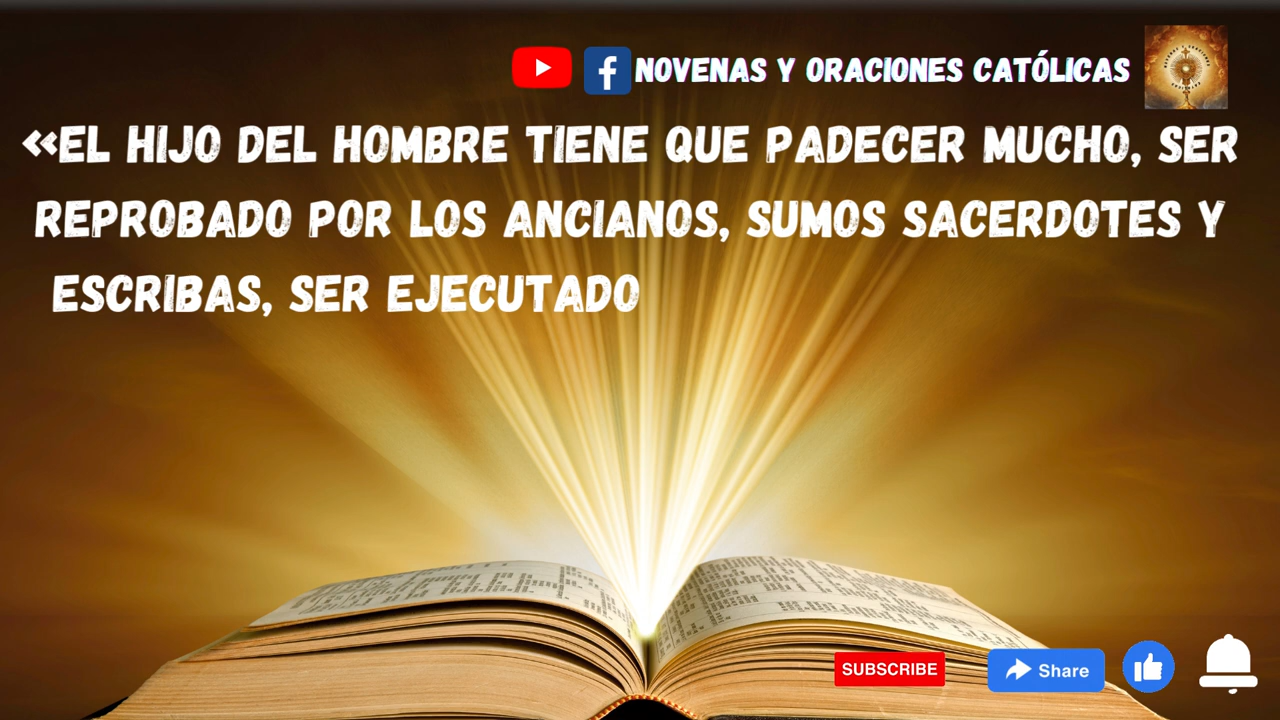 NOVENAS Y ORACIONES CATÓLICAS
«EL HIJO DEL HOMBRE TIENE QUE PADECER MUCHO, SER
REPROBADO POR LOS ANCIANOS, SUMOS SACERDOTES Y
ESCRIBAS, SER EJECUTADO
SUBSCRIBE
Share